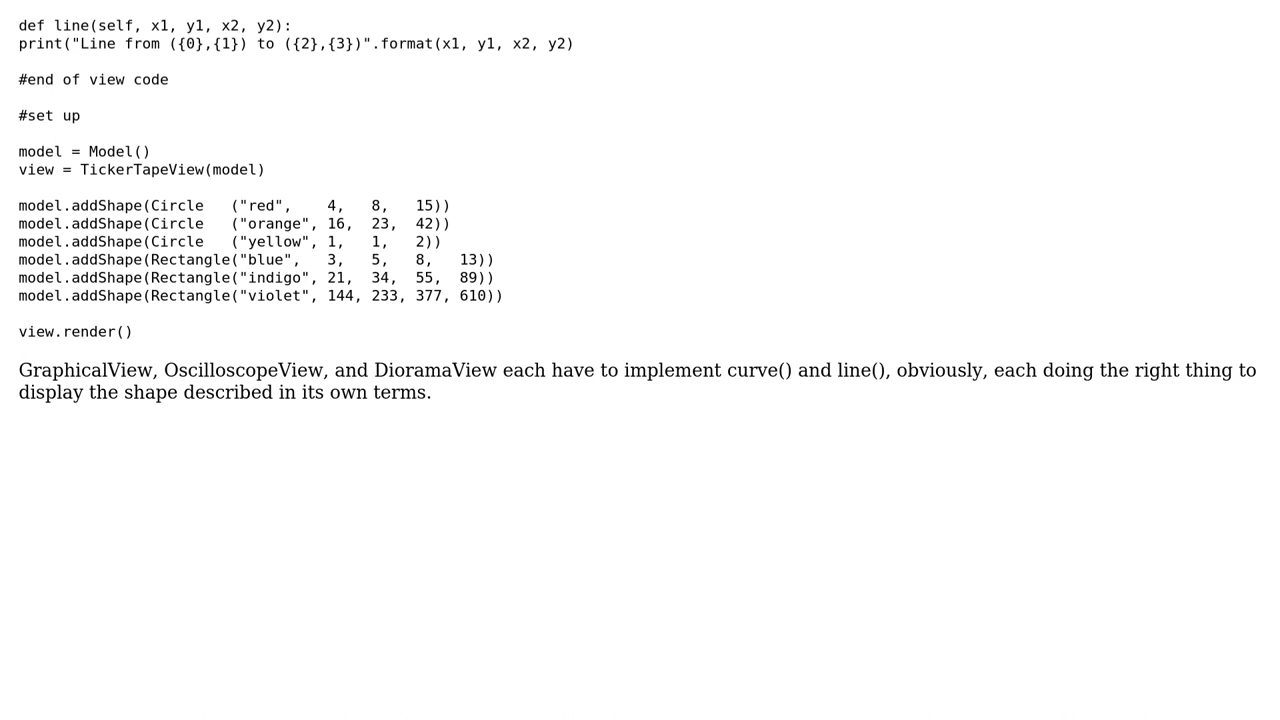 def line(self, x1, y1, x2, y2):
print("Line from ({0},{1}) to ({2},{3})".format(x1, y1, x2, y2)
#end of view code
#set up
model = Model()
view = TickerTapeView(model)
model.addShape(Circle   ("red",    4,   8,   15))
model.addShape(Circle   ("orange", 16,  23,  42))
model.addShape(Circle   ("yellow", 1,   1,   2))
model.addShape(Rectangle("blue",   3,   5,   8,   13))
model.addShape(Rectangle("indigo", 21,  34,  55,  89))
model.addShape(Rectangle("violet", 144, 233, 377, 610))
view.render()
GraphicalView, OscilloscopeView, and DioramaView each have to implement curve() and line(), obviously, each doing the right thing to
display the shape described in its own terms.